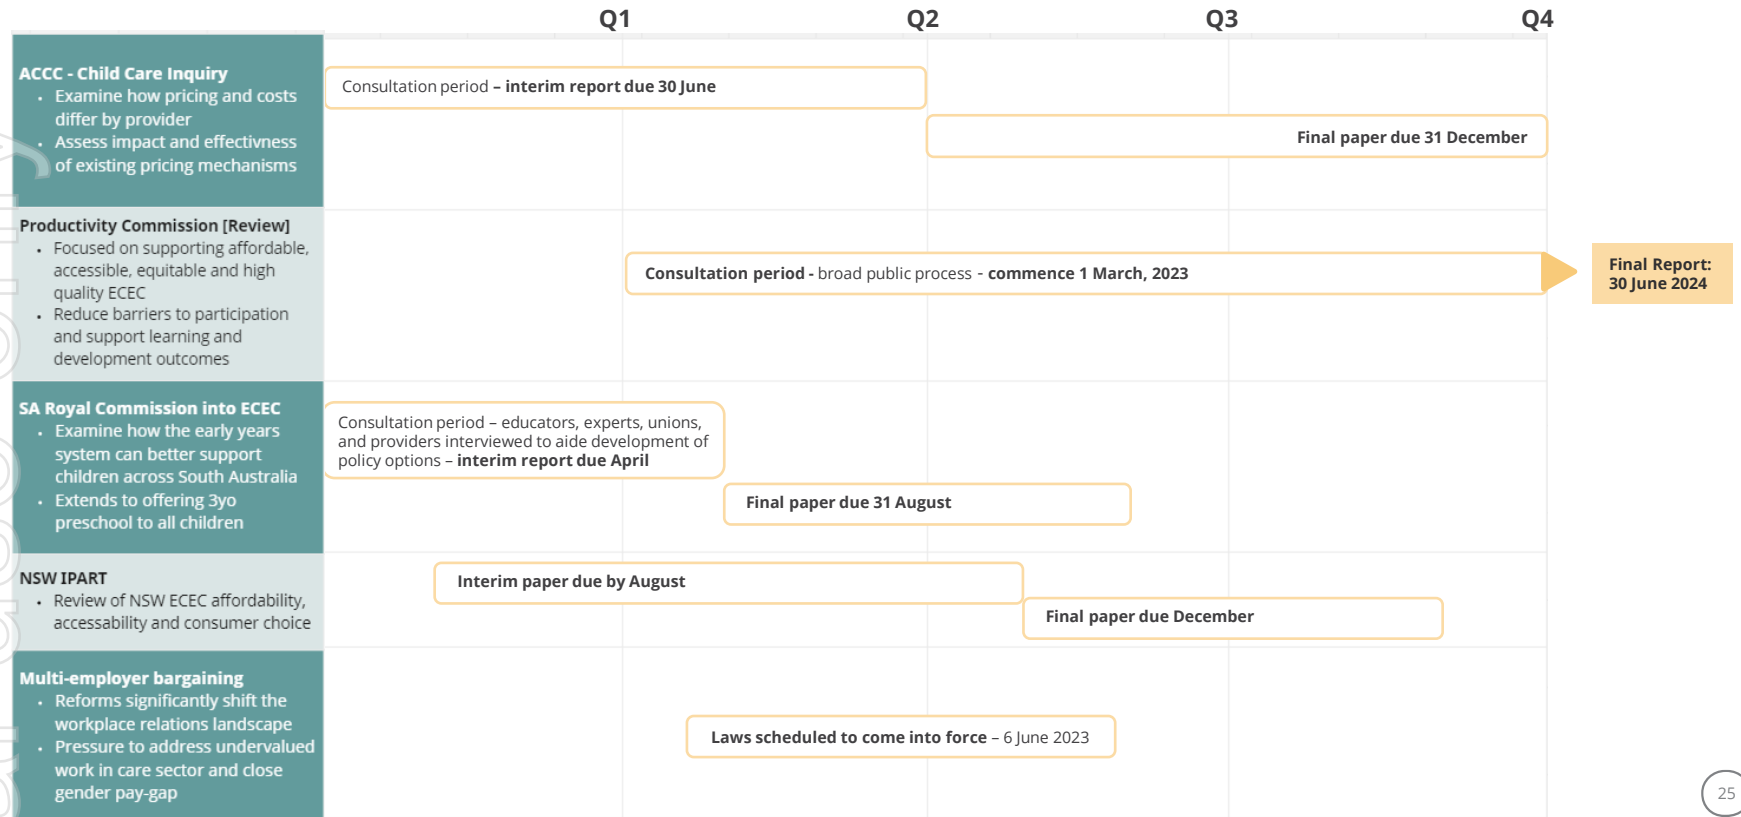 Q1 Q2 Q3 Q4
ACCC - Child Care Inquiry
• Examine how pricing and costs
differ by provider
• Assess impact and effectivness
of existing pricing mechanisms
Consultation period – interim report due 30 June
Final paper due 31 December
Productivity Commission [Review]
• Focused on supporting affordable,
accessible, equitable and high
quality ECEC
• Reduce barriers to participation
and support learning and
development outcomes
Consultation period - broad public process - commence 1 March, 2023
Final Report:
30 June 2024
SA Royal Commission into ECEC
• Examine how the early years
system can better support
children across South Australia
• Extends to offering 3yo
preschool to all children
Consultation period – educators, experts, unions,
and providers interviewed to aide development of
policy options – interim report due April
Final paper due 31 August
NSW IPART
• Review of NSW ECEC affordability,
accessability and consumer choice
Interim paper due by August
Final paper due December
Multi-employer bargaining
• Reforms significantly shift the
workplace relations landscape
• Pressure to address undervalued
work in care sector and close
gender pay-gap
Laws scheduled to come into force – 6 June 2023
25